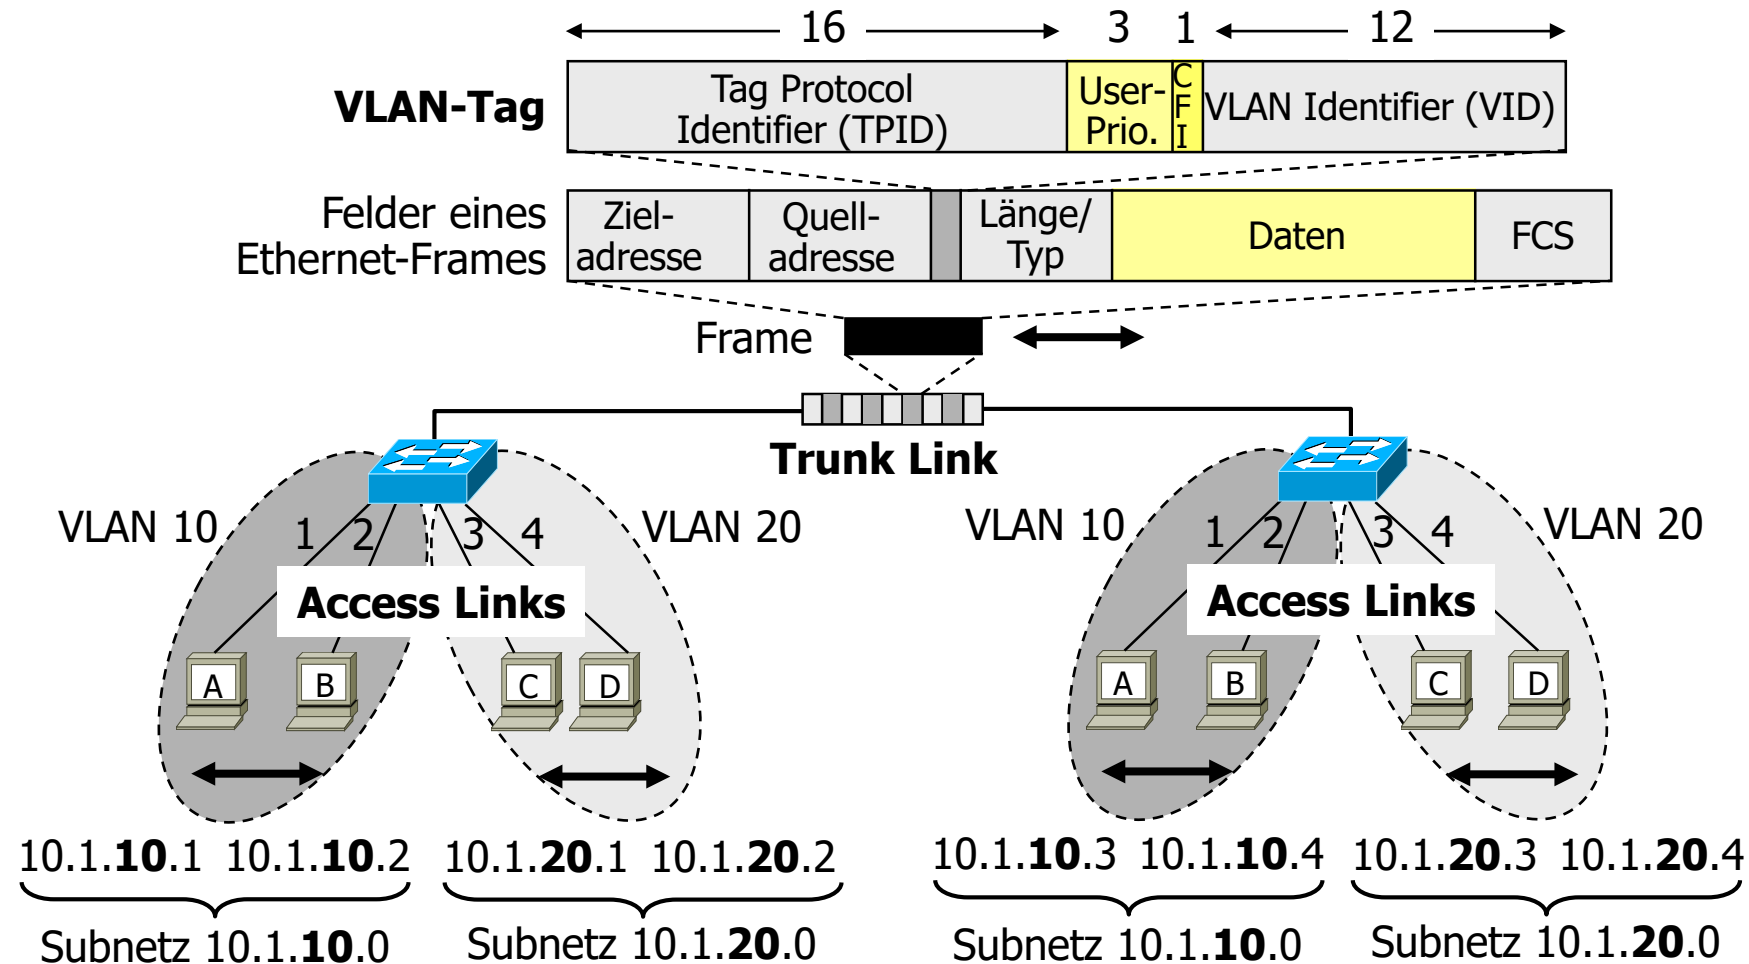 16 3 1 12
VLAN-Tag
Tag Protocol
Identifier (TPID)
User-
Prio.
C
F
I
VLAN Identifier (VID)
Felder eines
Ethernet-Frames
Ziel-
adresse
Quell-
adresse
Länge/
Typ
Daten
FCS
Frame
Trunk Link
VLAN 10
1 2 3 4
VLAN 20
Access Links
A B C D
10.1.10.1 10.1.10.2 10.1.20.1 10.1.20.2
Subnetz 10.1.10.0 Subnetz 10.1.20.0
VLAN 10
1 2 3 4
VLAN 20
Access Links
A B C D
10.1.10.3 10.1.10.4 10.1.20.3 10.1.20.4
Subnetz 10.1.10.0 Subnetz 10.1.20.0